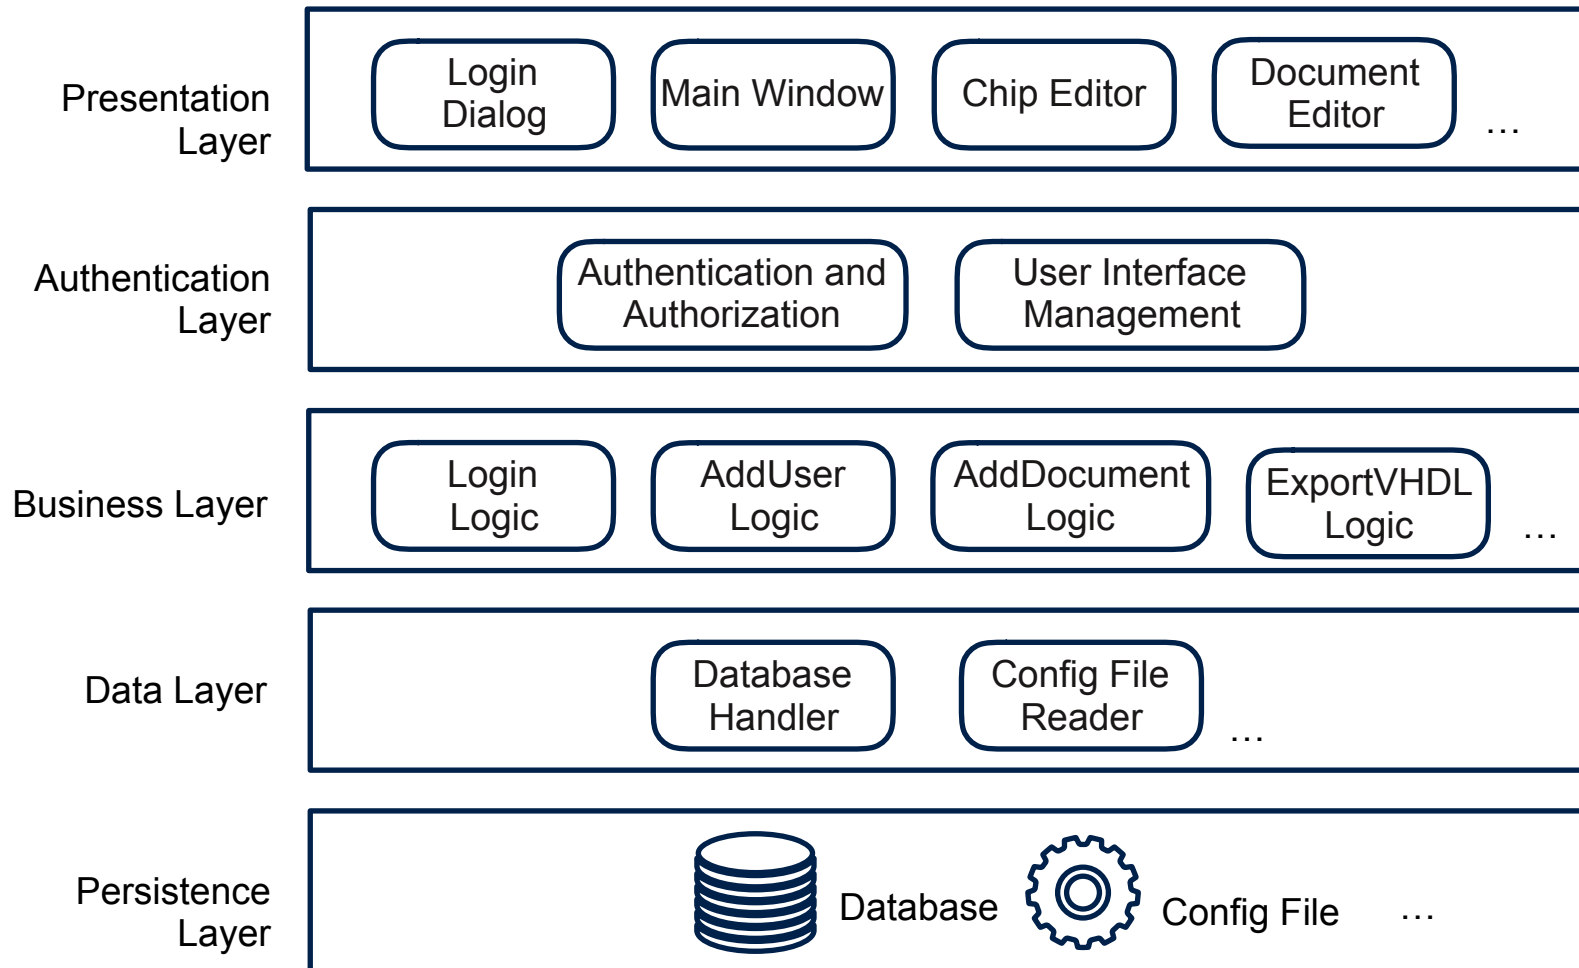 Presentation
Layer
Login
Dialog
Main Window
Chip Editor
Document
Editor
...
Authentication
Layer
Authentication and
Authorization
User Interface
Management
Business Layer
Login
Logic
AddUser
Logic
AddDocument
Logic
ExportVHDL
Logic
...
Data Layer
Database
Handler
Config File
Reader
...
Persistence
Layer
Database
Config File
...